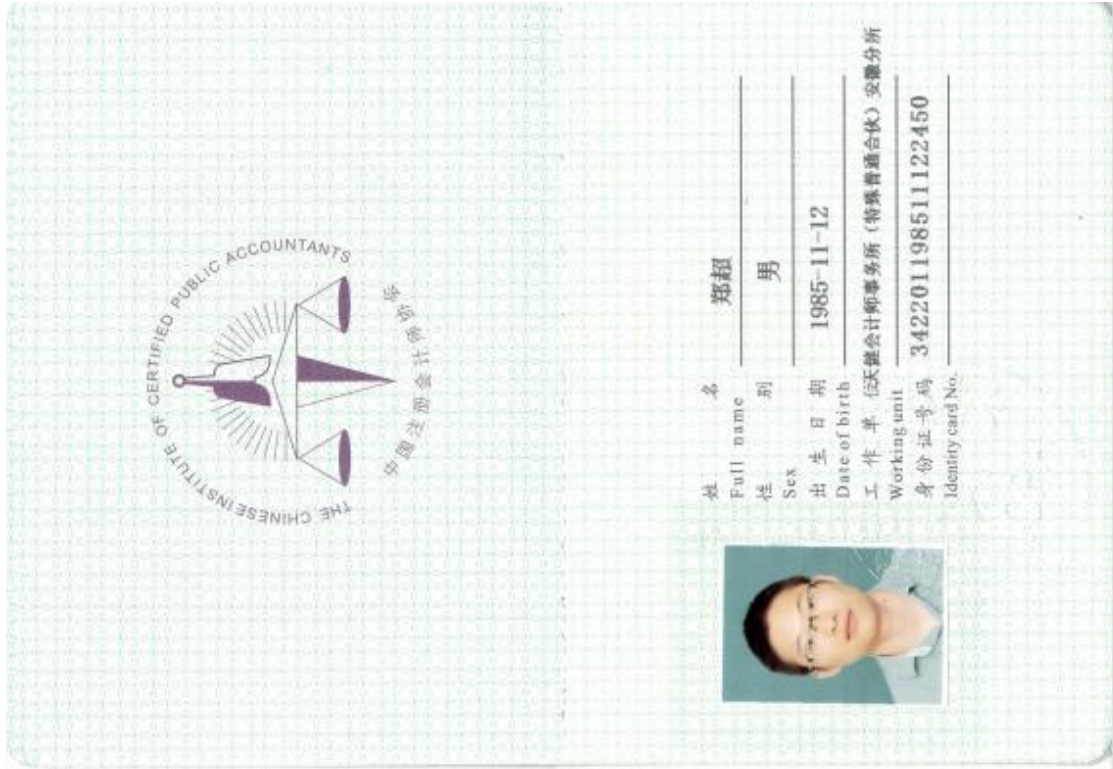 THE CHINESE INSTITUTE OF CERTIFIED PUBLIC ACCOUNTANTS
中国注册会计师协会
姓 名 郑超
Full name
性 别 男
Sex
出 生 日 期 1985-11-12
Date of birth
工 作 单 位天健会计师事务所（特殊普通合伙）安徽分所
Working unit
身 份 证 号 码 342201198511122450
Identity card No.